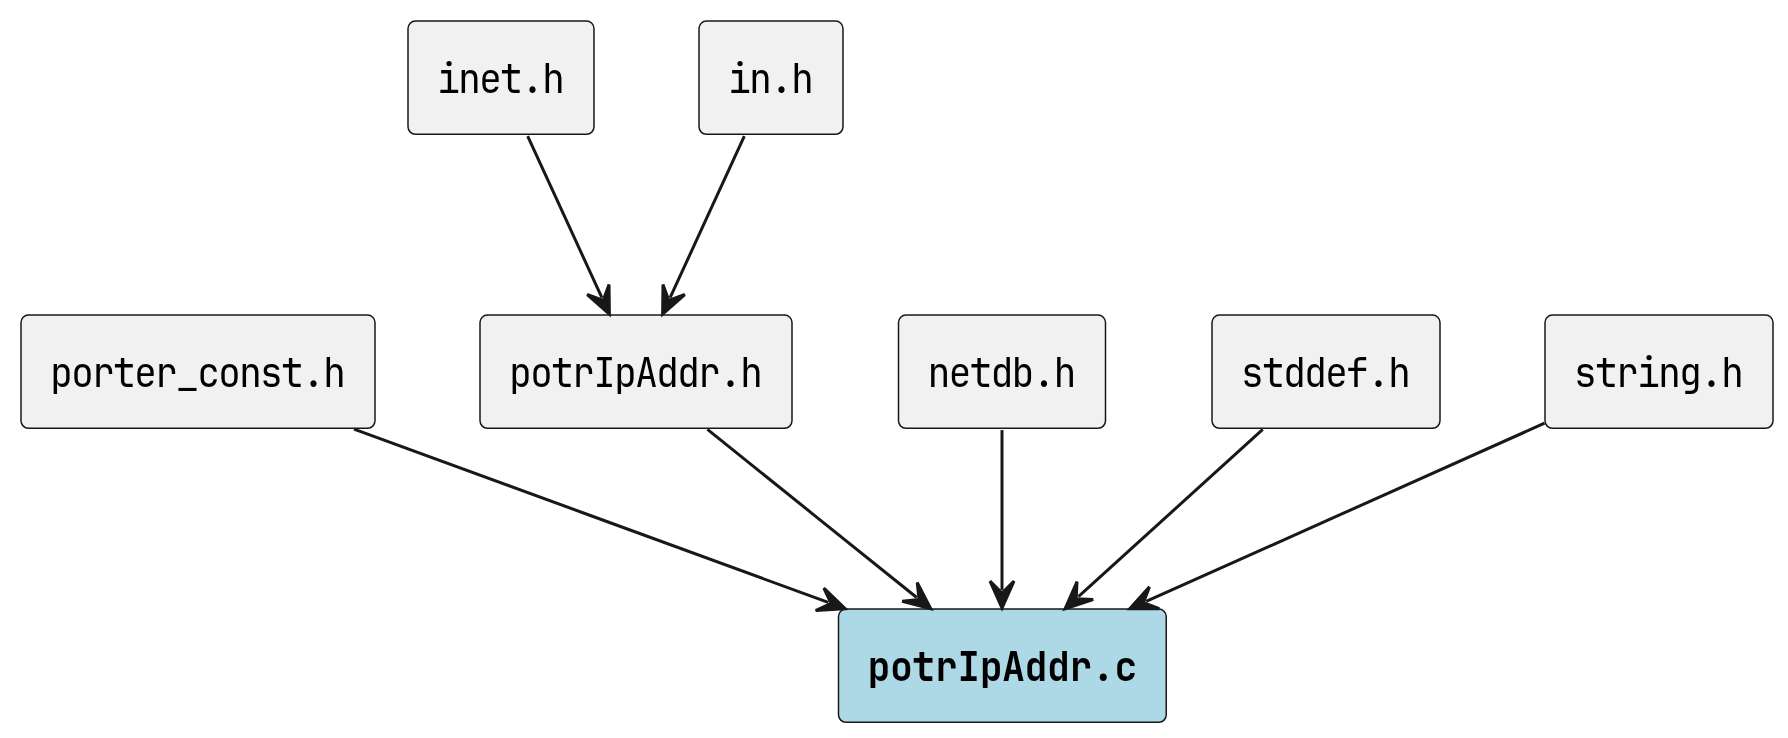 inet.h
in.h
porter_const.h
potrIpAddr.h
netdb.h
stddef.h
string.h
potrIpAddr.c